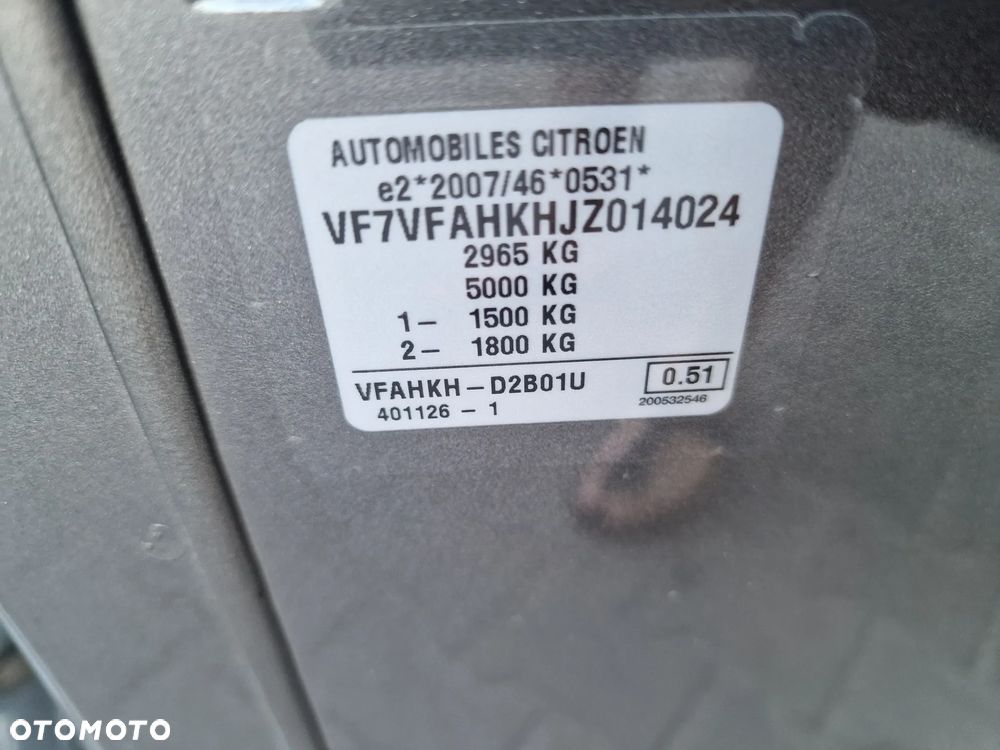 AUTOMOBILES CITROEN
e2*2007/46*0531*
VF7VFAHKHJZ014024
2965 KG
5000 KG
1- 1500 KG
2- 1800 KG
VFAHKH-D2B01U
0.51
401126-1
200532546
OTOMOTO